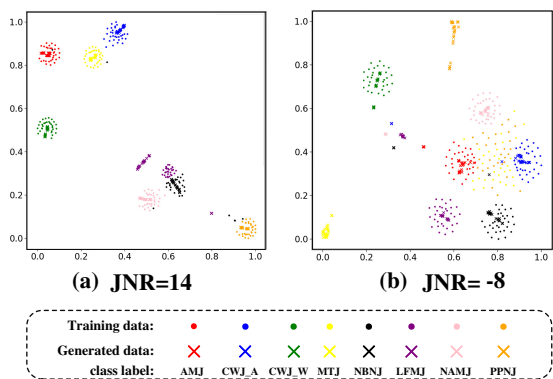 1.0
0.8
0.6
0.4
0.2
0.0
0.0 0.2 0.4 0.6 0.8 1.0
(a) JNR=14
1.0
0.8
0.6
0.4
0.2
0.0
0.0 0.2 0.4 0.6 0.8 1.0
(b) JNR= -8
Training data:
Generated data:
class label: AMJ CWJ_A CWJ_W MTJ NBNJ LFMJ NAMJ PPNJ